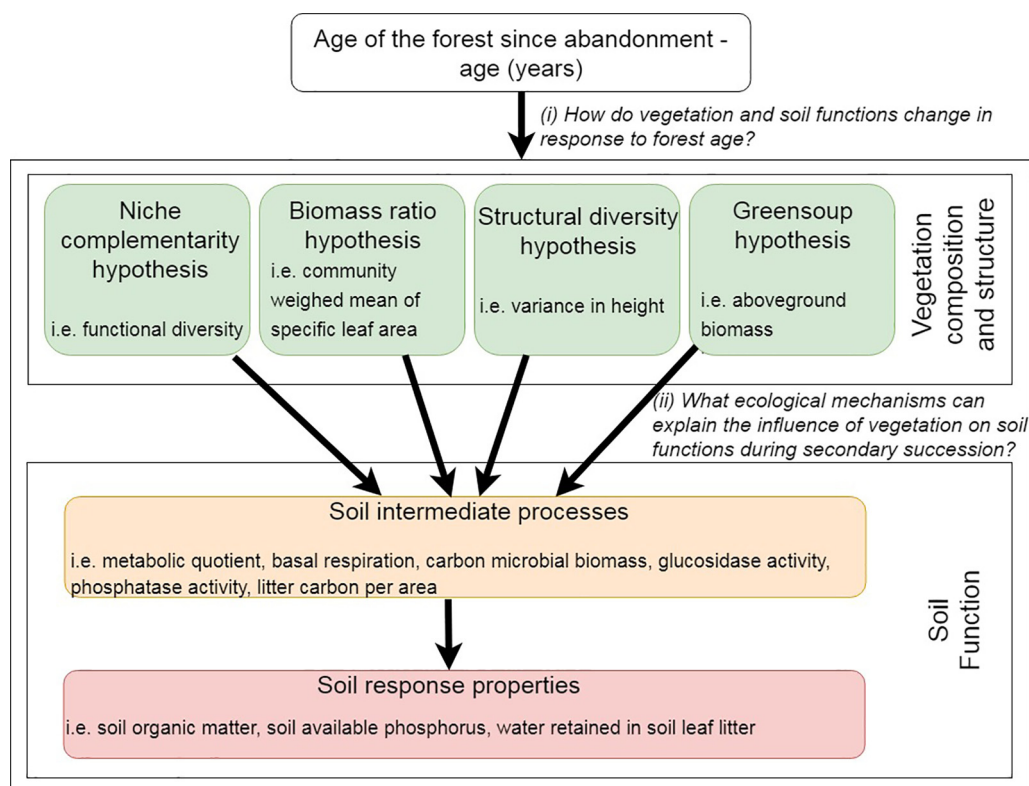 Age of the forest since abandonment -
age (years)
(i) How do vegetation and soil functions change in
response to forest age?
Niche
complementarity
hypothesis
i.e. functional diversity
Biomass ratio
hypothesis
i.e. community
weighed mean of
specific leaf area
Structural diversity
hypothesis
i.e. variance in height
Greensoup
hypothesis
i.e. aboveground
biomass
Vegetation
composition
and structure
(ii) What ecological mechanisms can
explain the influence of vegetation on soil
functions during secondary succession?
Soil intermediate processes
i.e. metabolic quotient, basal respiration, carbon microbial biomass, glucosidase activity,
phosphatase activity, litter carbon per area
Soil response properties
i.e. soil organic matter, soil available phosphorus, water retained in soil leaf litter
Soil
Function